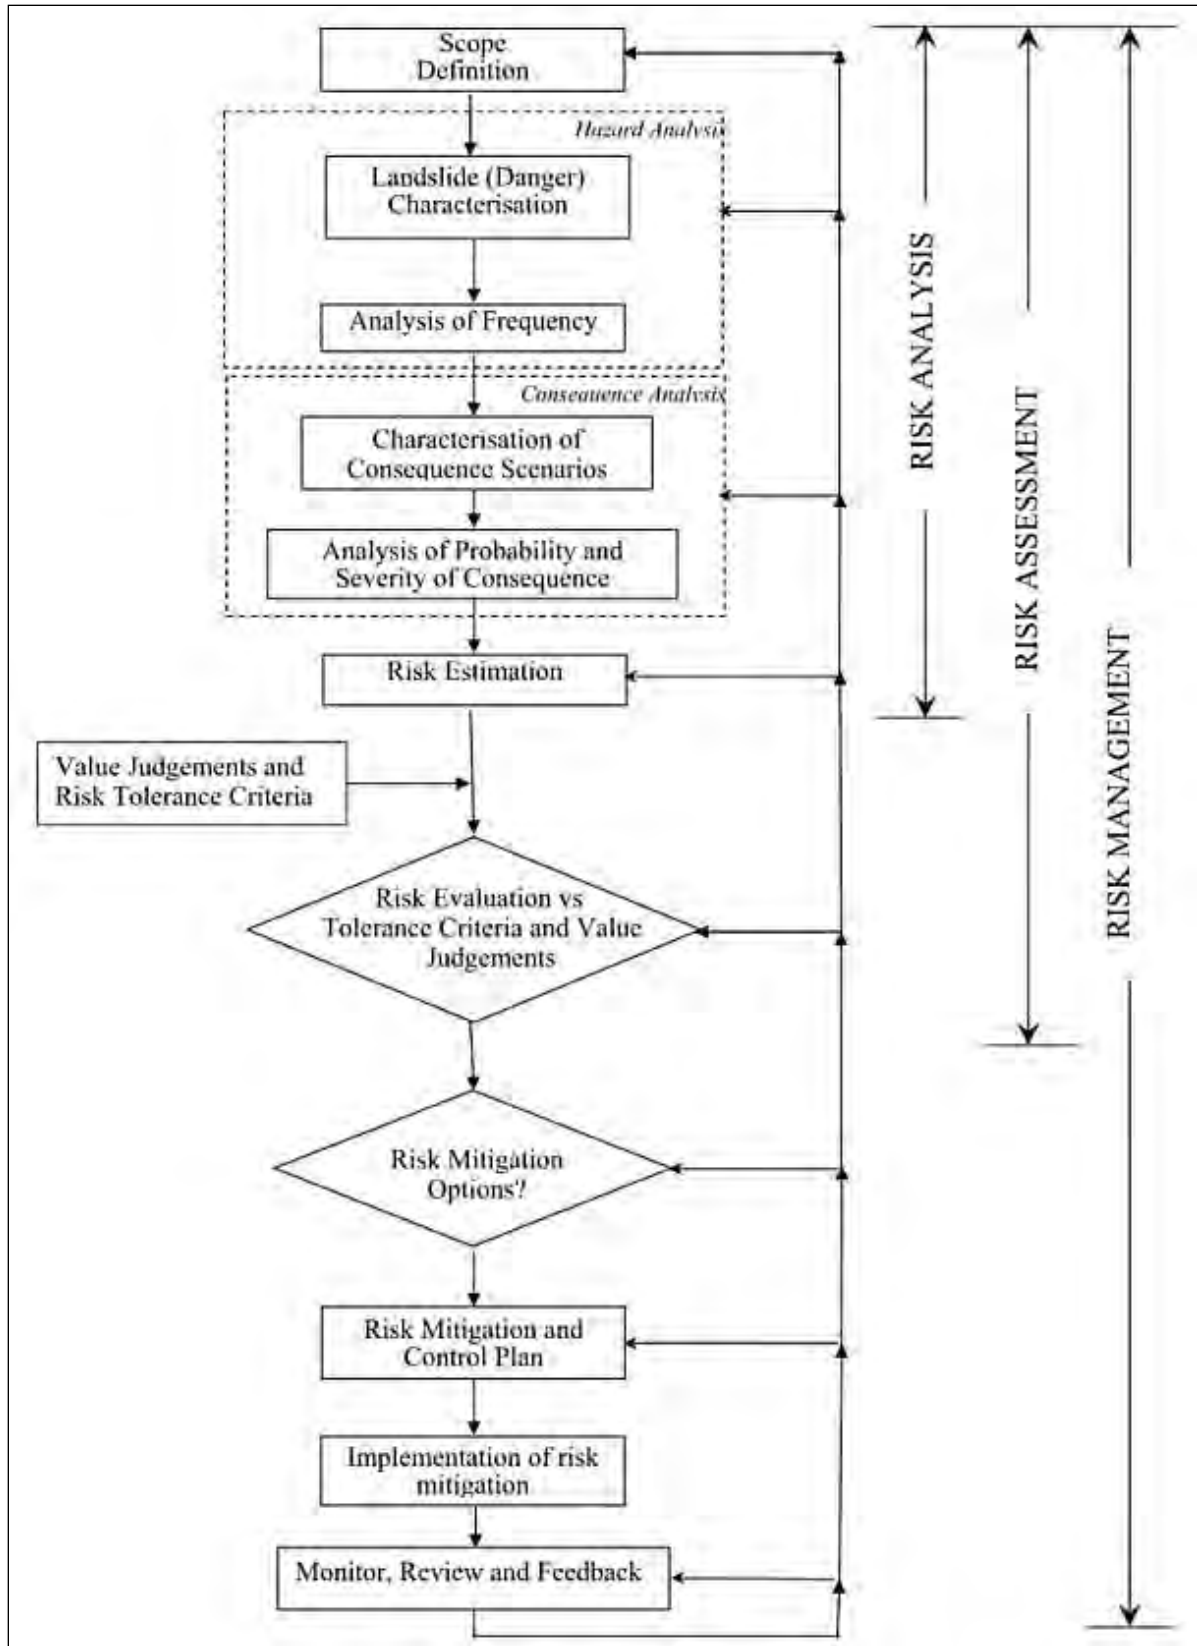 Scope
Definition
Hazard Analysis
Landslide (Danger)
Characterisation
Analysis of Frequency
Consequence Analysis
Characterisation of
Consequence Scenarios
Analysis of Probability and
Severity of Consequence
Risk Estimation
Value Judgements and
Risk Tolerance Criteria
Risk Evaluation vs
Tolerance Criteria and Value
Judgements
Risk Mitigation
Options?
Risk Mitigation and
Control Plan
Implementation of risk
mitigation
Monitor, Review and Feedback
RISK ANALYSIS
RISK ASSESSMENT
RISK MANAGEMENT